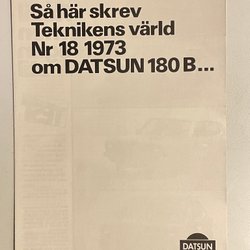 Så här skrev
Teknikens värld
Nr 18 1973
om DATSUN 180 B...
DATSUN